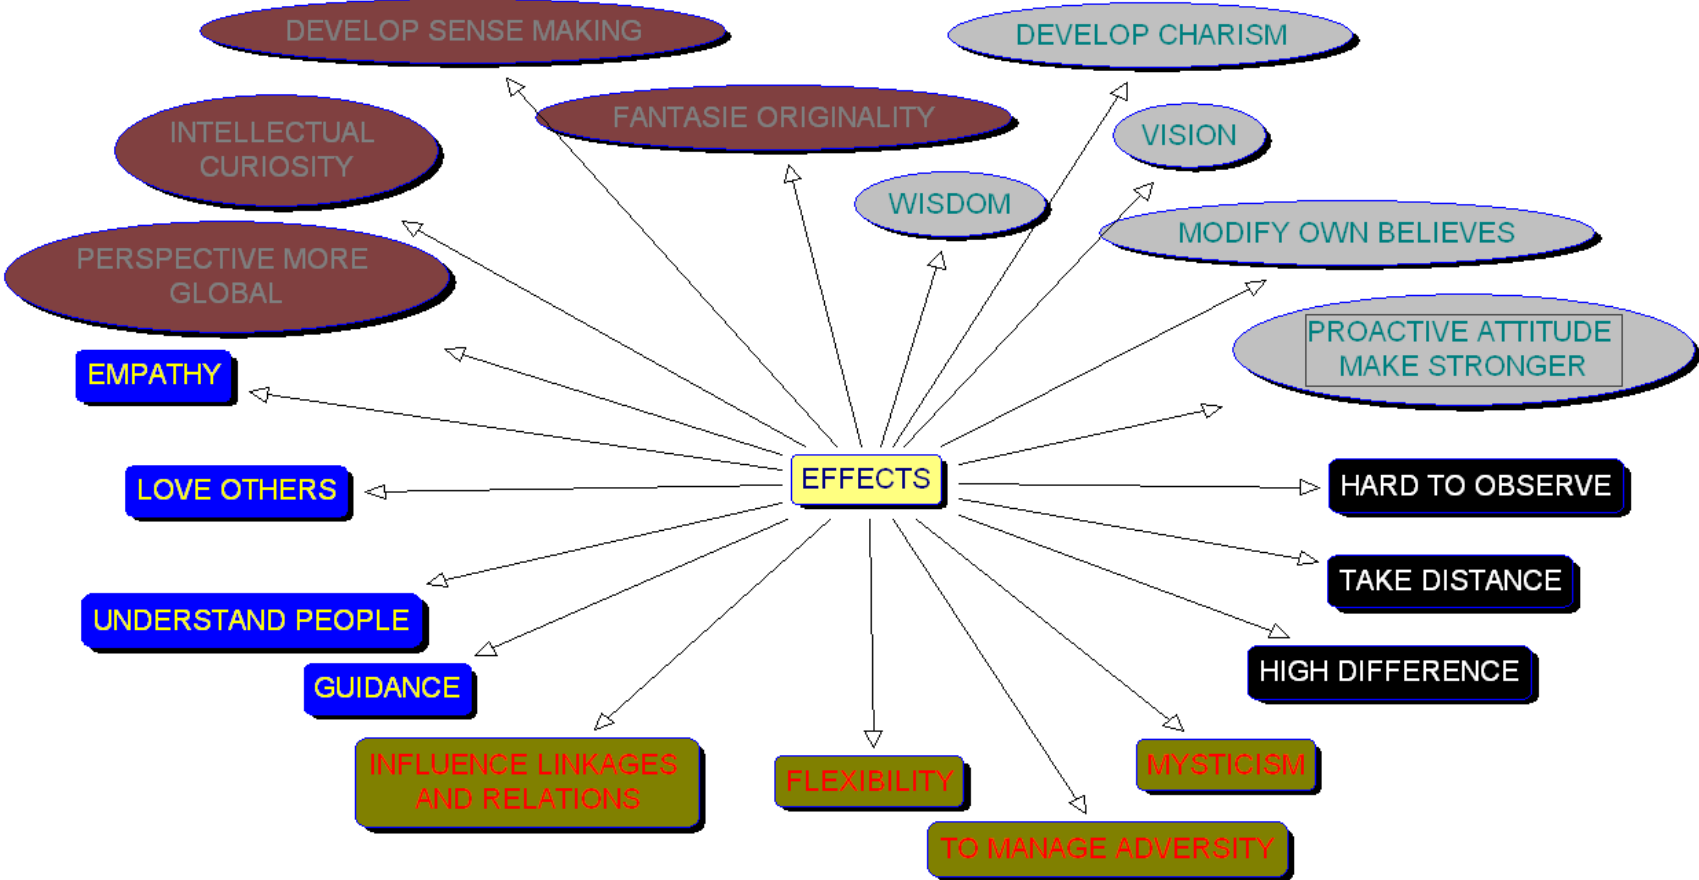 DEVELOP SENSE MAKING
DEVELOP CHARISM
FANTASIE ORIGINALITY
INTELLECTUAL
CURIOSITY
VISION
WISDOM
MODIFY OWN BELIEVES
PERSPECTIVE MORE
GLOBAL
PROACTIVE ATTITUDE
MAKE STRONGER
EMPATHY
EFFECTS
LOVE OTHERS
HARD TO OBSERVE
TAKE DISTANCE
UNDERSTAND PEOPLE
HIGH DIFFERENCE
GUIDANCE
INFLUENCE LINKAGES
AND RELATIONS
FLEXIBILITY
MYSTICISM
TO MANAGE ADVERSITY